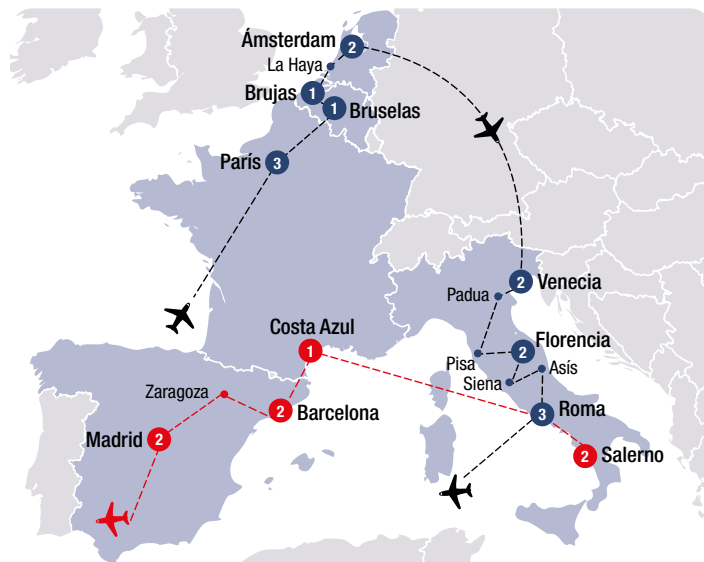 Ámsterdam
2
La Haya
Brujas
1
1
Bruselas
París
3
2
Venecia
Padua
Costa Azul
1
Florencia
2
Pisa
Asís
Siena
Zaragoza
2
Barcelona
3
Roma
Madrid
2
2
Salerno